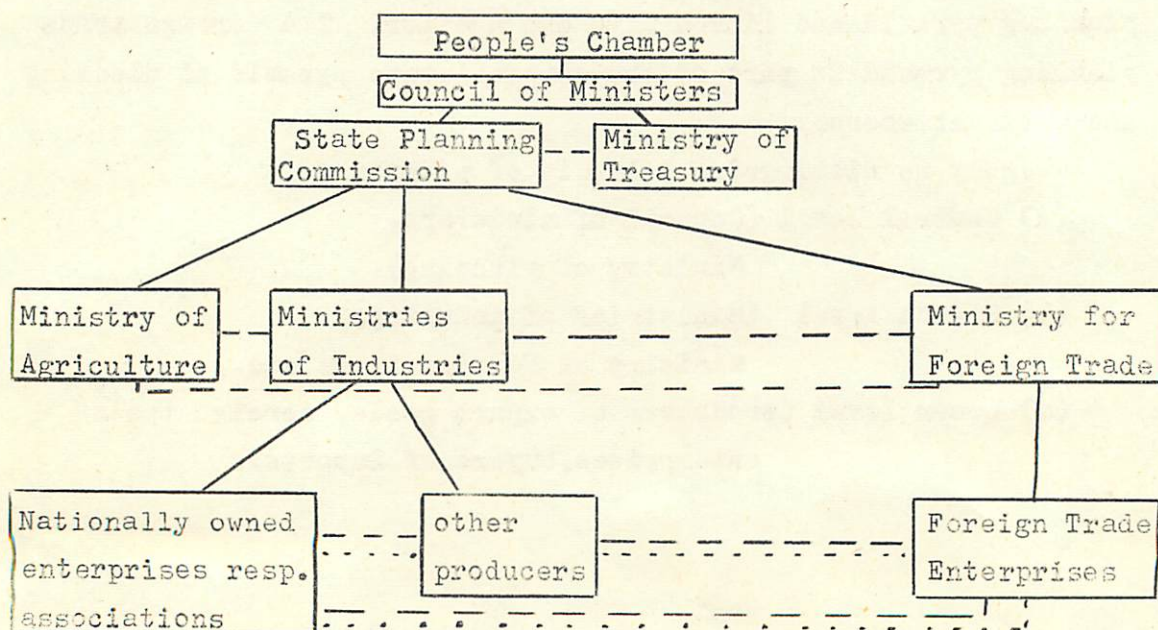 People's Chamber
Council of Ministers
State Planning
Commission
Ministry of
Treasury
Ministry of
Agriculture
Ministries
of Industries
Ministry for
Foreign Trade
Nationally owned
enterprises resp.
associations
other
producers
Foreign Trade
Enterprises